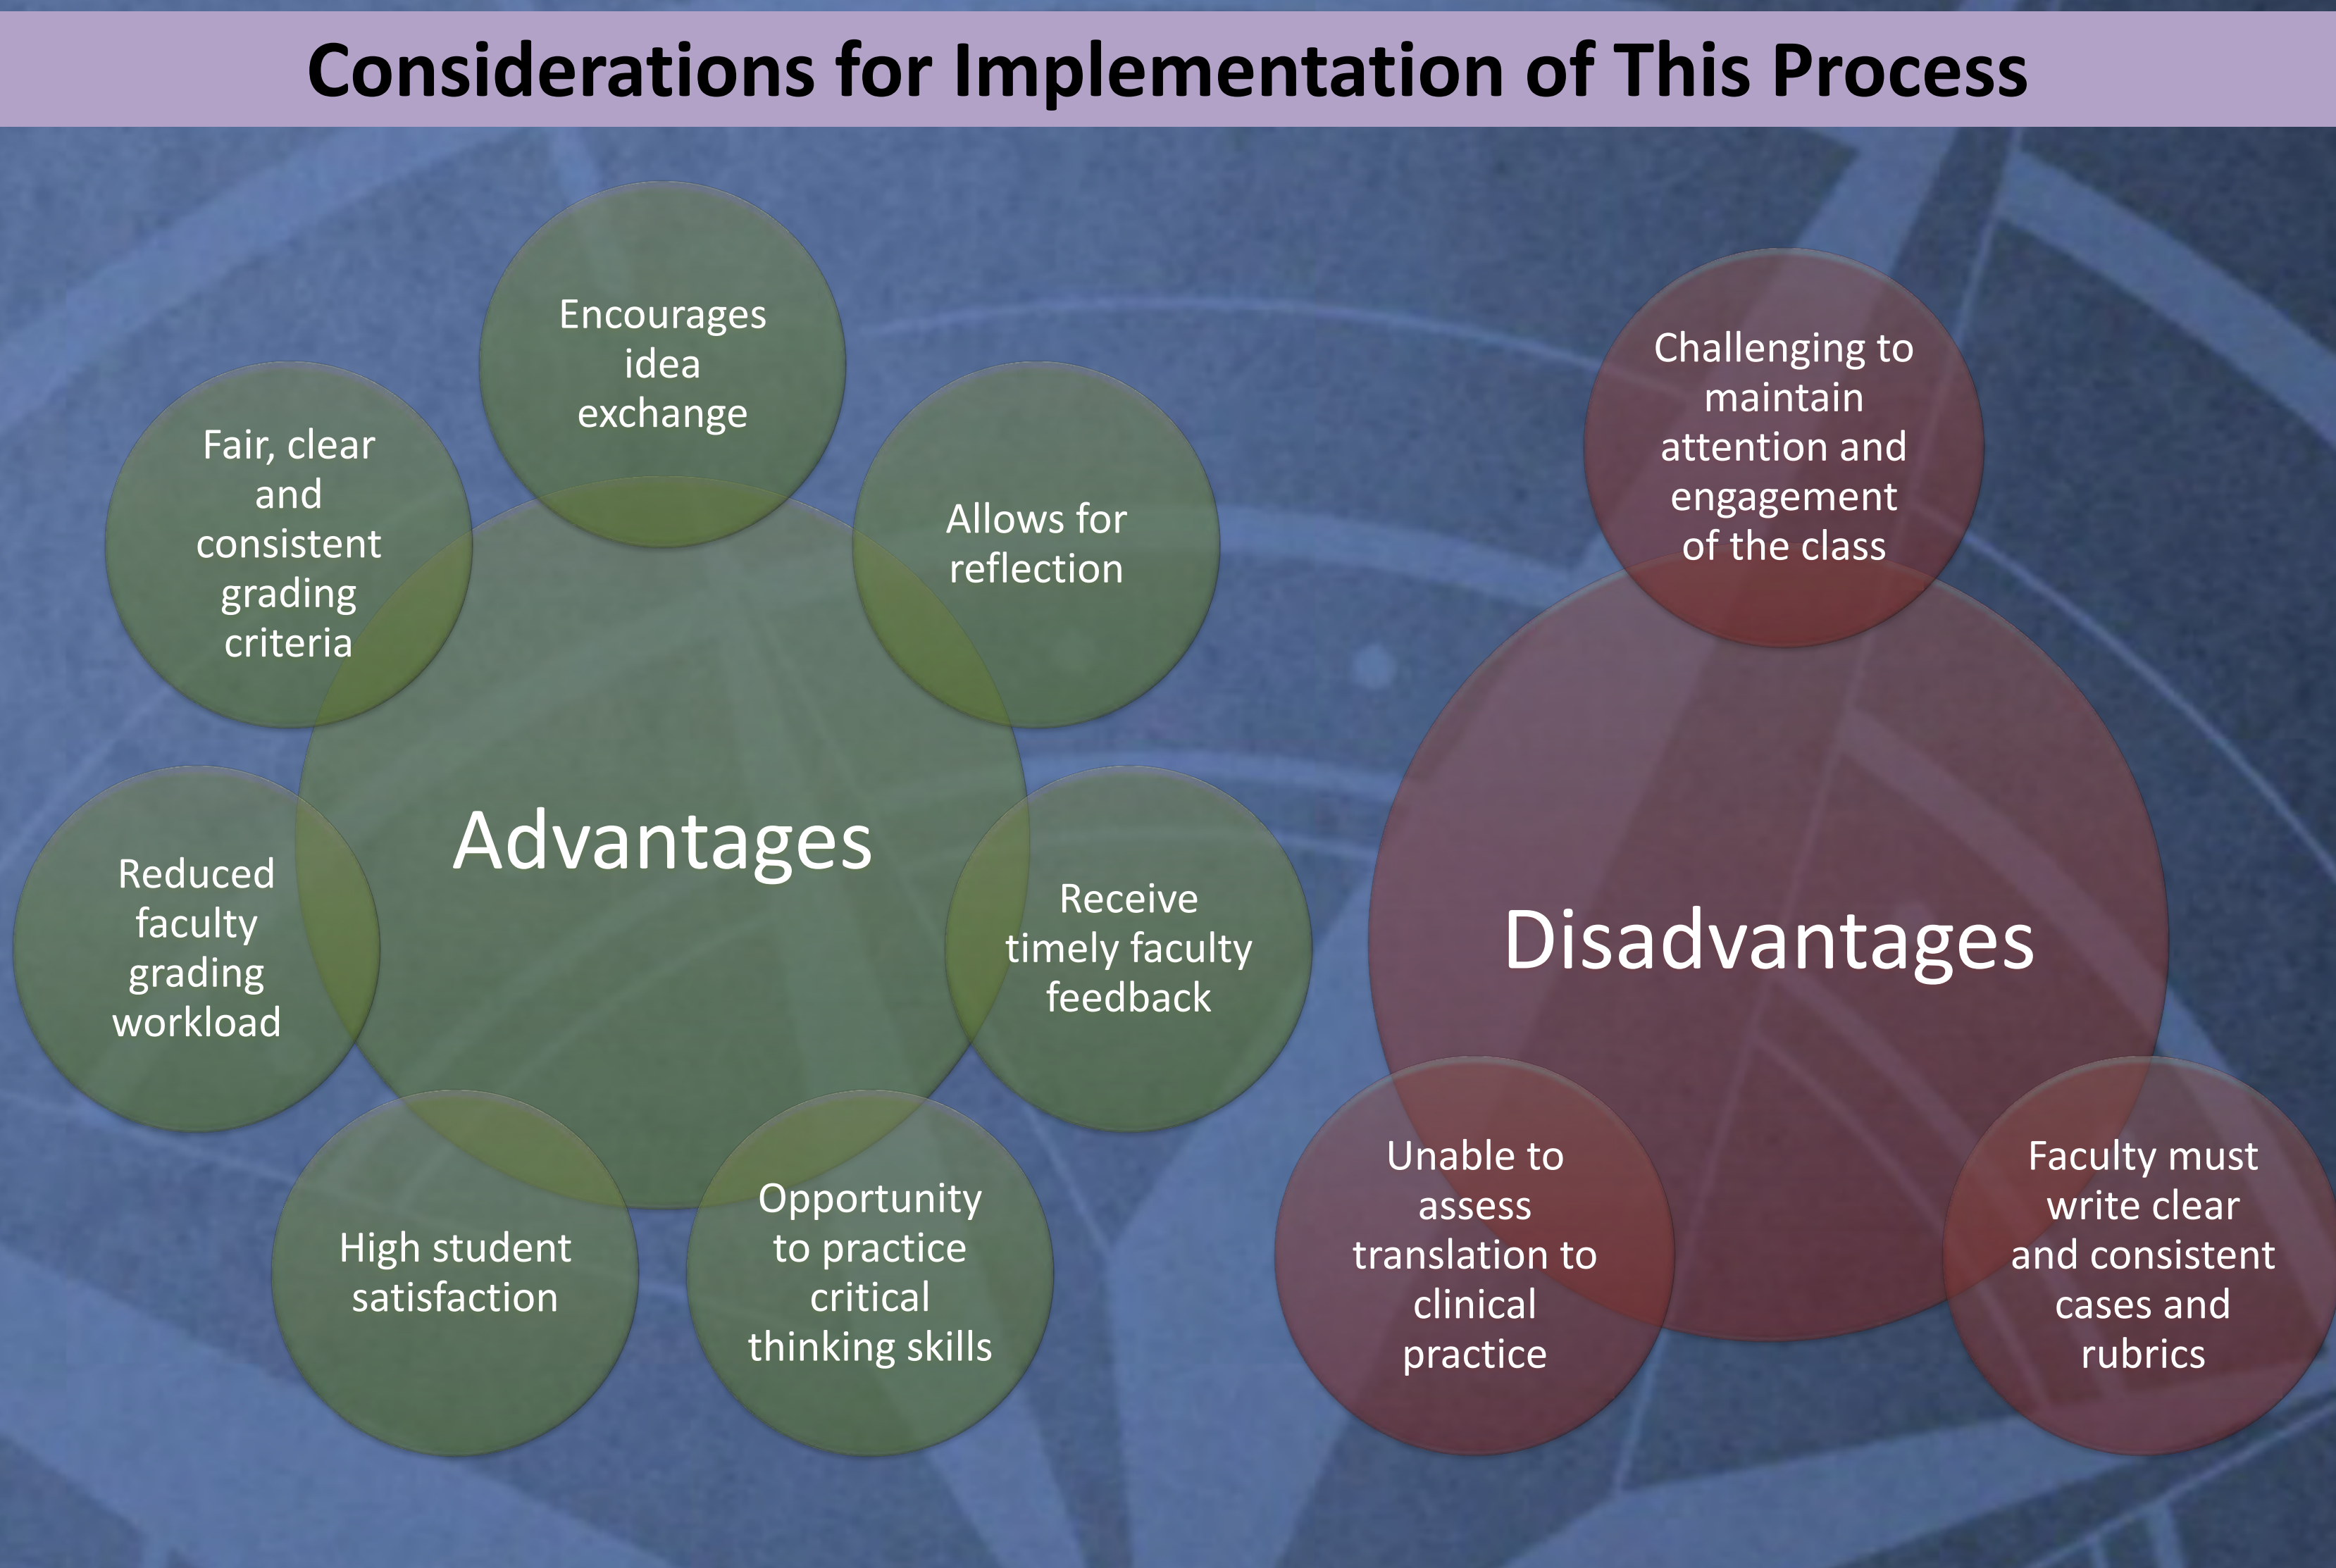 Considerations for Implementation of This Process
Encourages
idea
exchange
Fair, clear
and
consistent
grading
criteria
Allows for
reflection
Advantages
Reduced
faculty
grading
workload
Receive
timely faculty
feedback
High student
satisfaction
Opportunity
to practice
critical
thinking skills
Challenging to
maintain
attention and
engagement
of the class
Disadvantages
Unable to
assess
translation to
clinical
practice
Faculty must
write clear
and consistent
cases and
rubrics